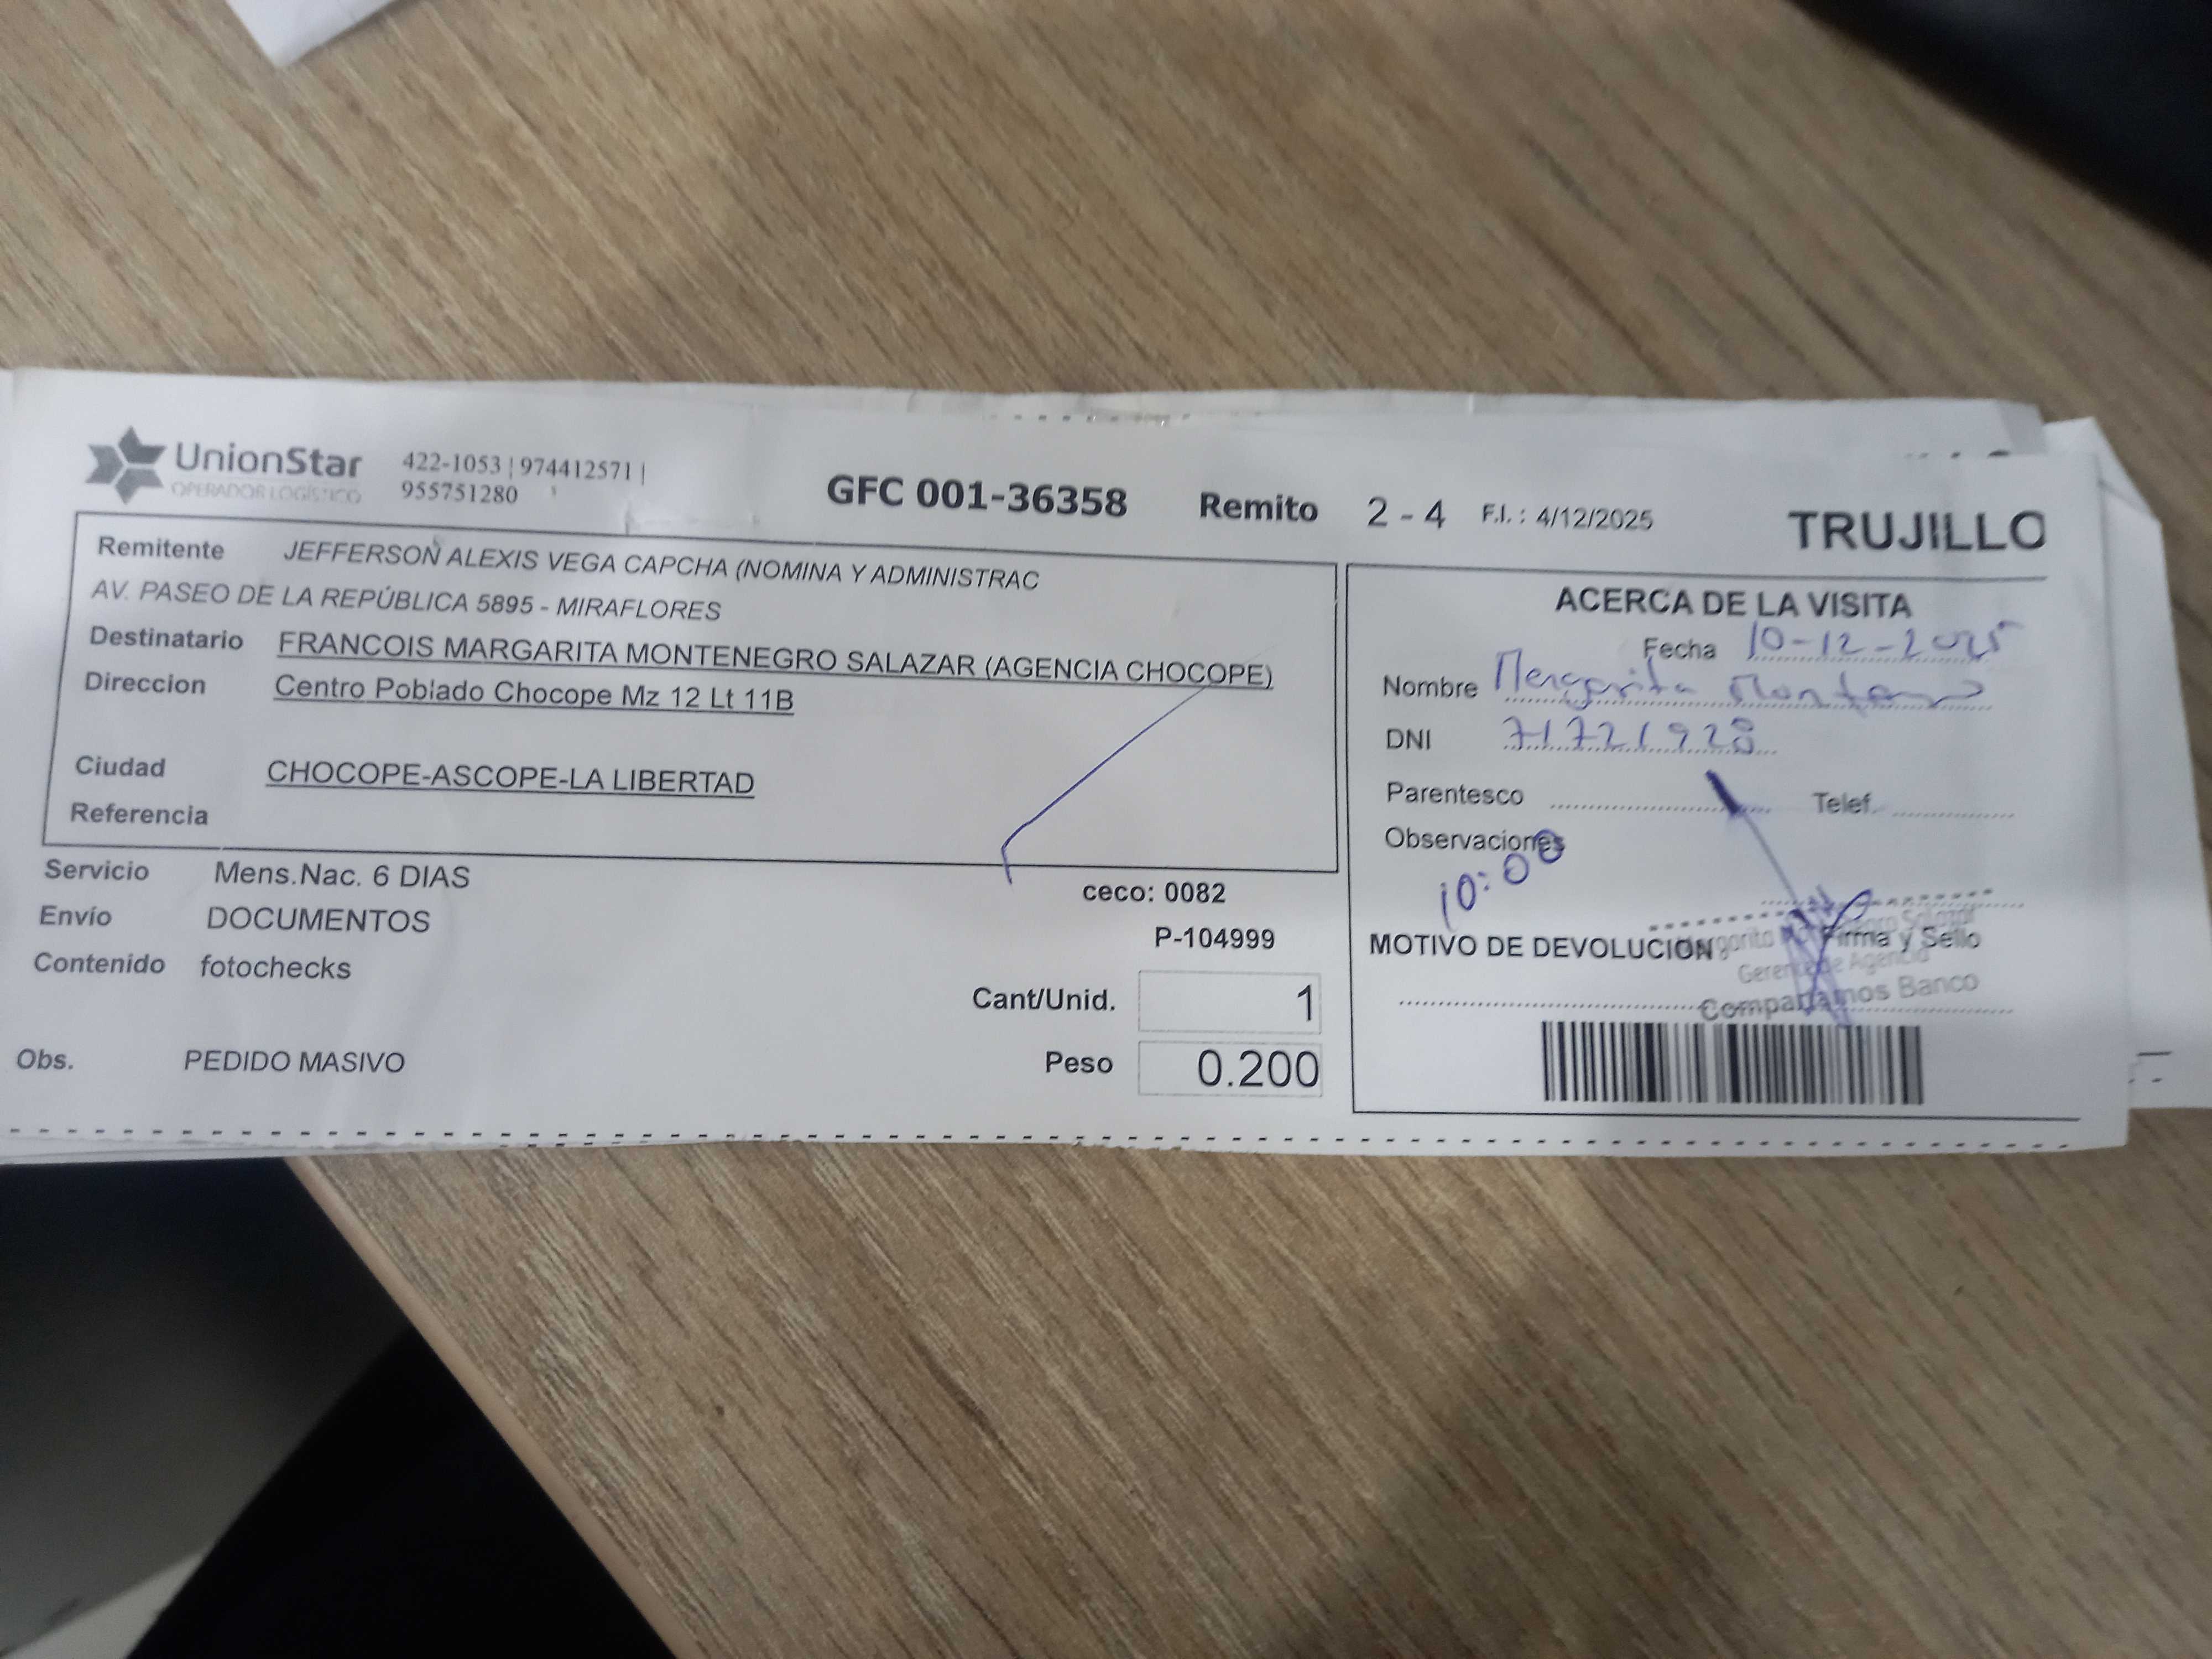 UnionStar
OPERADOR LOGÍSTICO
422-1053 | 974412571 |
955751280
GFC 001-36358 Remito 2 - 4 F.I. : 4/12/2025
TRUJILLO
Remitente JEFFERSON ALEXIS VEGA CAPCHA (NOMINA Y ADMINISTRAC
AV. PASEO DE LA REPÚBLICA 5895 - MIRAFLORES
Destinatario FRANCOIS MARGARITA MONTENEGRO SALAZAR (AGENCIA CHOCOPE)
Direccion Centro Poblado Chocope Mz 12 Lt 11B
Ciudad CHOCOPE-ASCOPE-LA LIBERTAD
Referencia
Servicio Mens.Nac. 6 DIAS
Envío DOCUMENTOS
Contenido fotochecks
Obs. PEDIDO MASIVO
ceco: 0082
P-104999
Cant/Unid. 1
Peso 0.200
ACERCA DE LA VISITA
Fecha 10-12-2025
Nombre Margarita
DNI 71721928
Parentesco Telef.
Observaciones
10:00
Salazar
MOTIVO DE DEVOLUCION Firma y Sello
Gerente de Agencia
Compartamos Banco